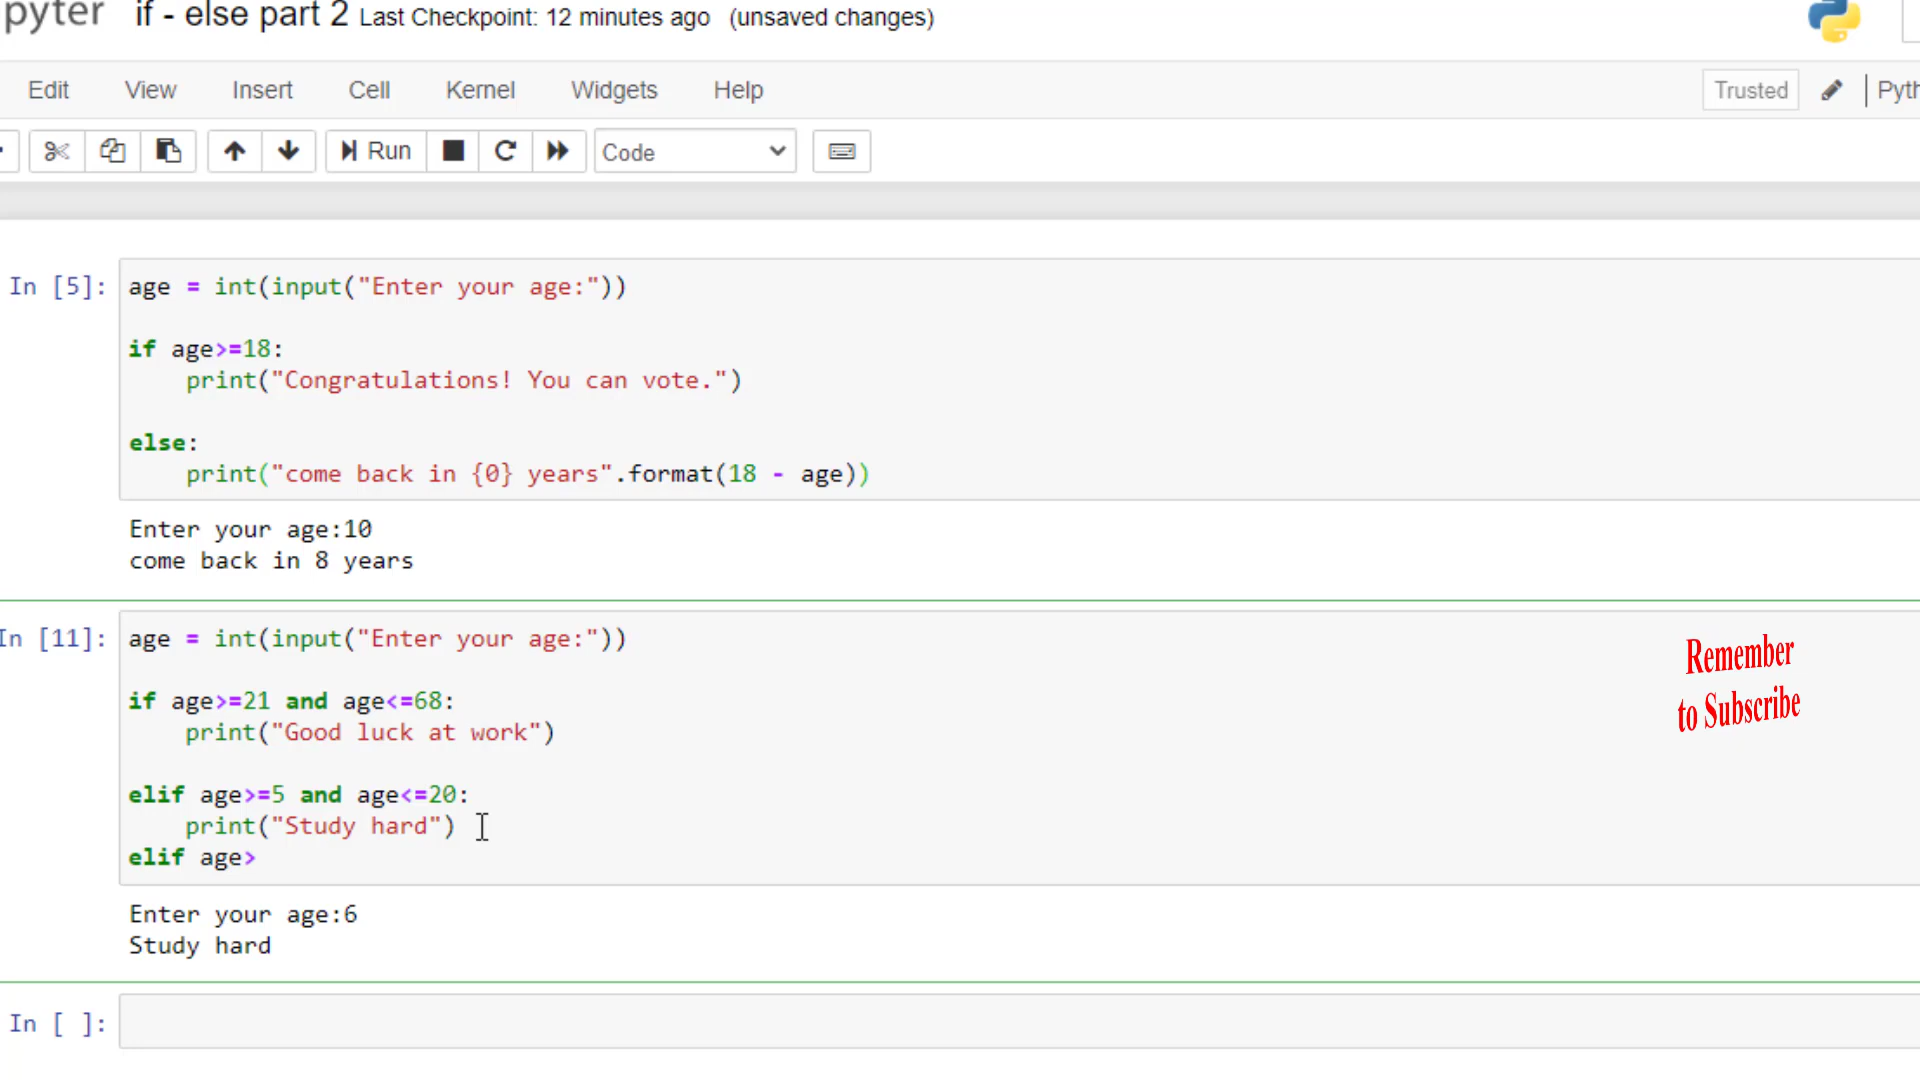 pyter if - else part 2 Last Checkpoint: 12 minutes ago (unsaved changes)
Edit View Insert Cell Kernel Widgets Help Trusted Pyth
Run Code
In [5]: age = int(input("Enter your age:"))
if age>=18:
    print("Congratulations! You can vote.")
else:
    print("come back in {0} years".format(18 - age))
Enter your age:10
come back in 8 years
In [11]: age = int(input("Enter your age:"))
if age>=21 and age<=68:
    print("Good luck at work")
elif age>=5 and age<=20:
    print("Study hard")
elif age>
Remember
to Subscribe
Enter your age:6
Study hard
In [ ]: